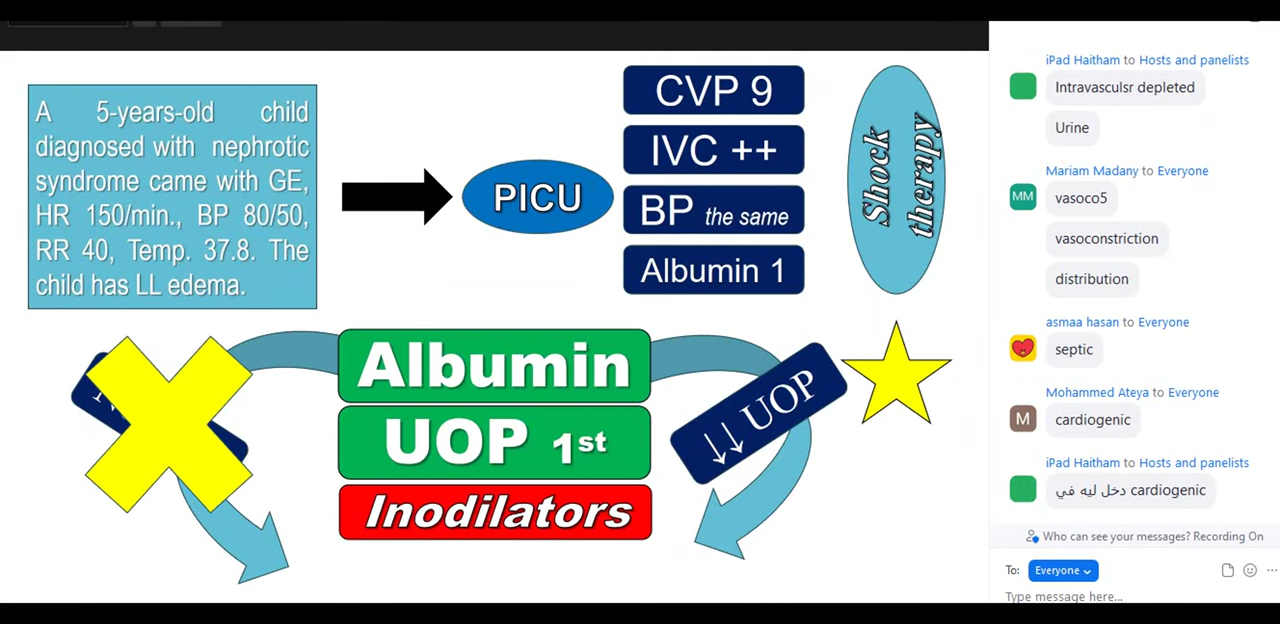 A 5-years-old child
diagnosed with nephrotic
syndrome came with GE,
HR 150/min., BP 80/50,
RR 40, Temp. 37.8. The
child has LL edema.
PICU
CVP 9
IVC ++
BP the same
Albumin 1
Shock
therapy
Albumin
UOP 1st
Inodilators
↓↓ UOP
iPad Haitham to Hosts and panelists
Intravasculsr depleted
Urine
Mariam Madany to Everyone
MM
vasoco5
vasoconstriction
distribution
asmaa hasan to Everyone
septic
Mohammed Ateya to Everyone
M
cardiogenic
iPad Haitham to Hosts and panelists
دخل ليه في cardiogenic
Who can see your messages? Recording On
To: Everyone
Type message here...